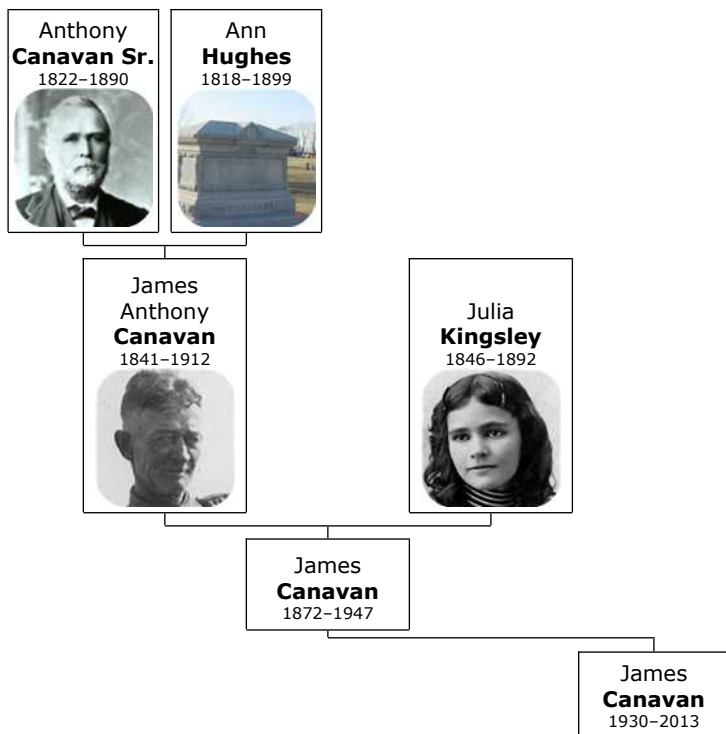 Anthony
Canavan Sr.
1822–1890
Ann
Hughes
1818–1899
James
Anthony
Canavan
1841–1912
Julia
Kingsley
1846–1892
James
Canavan
1872–1947
James
Canavan
1930–2013